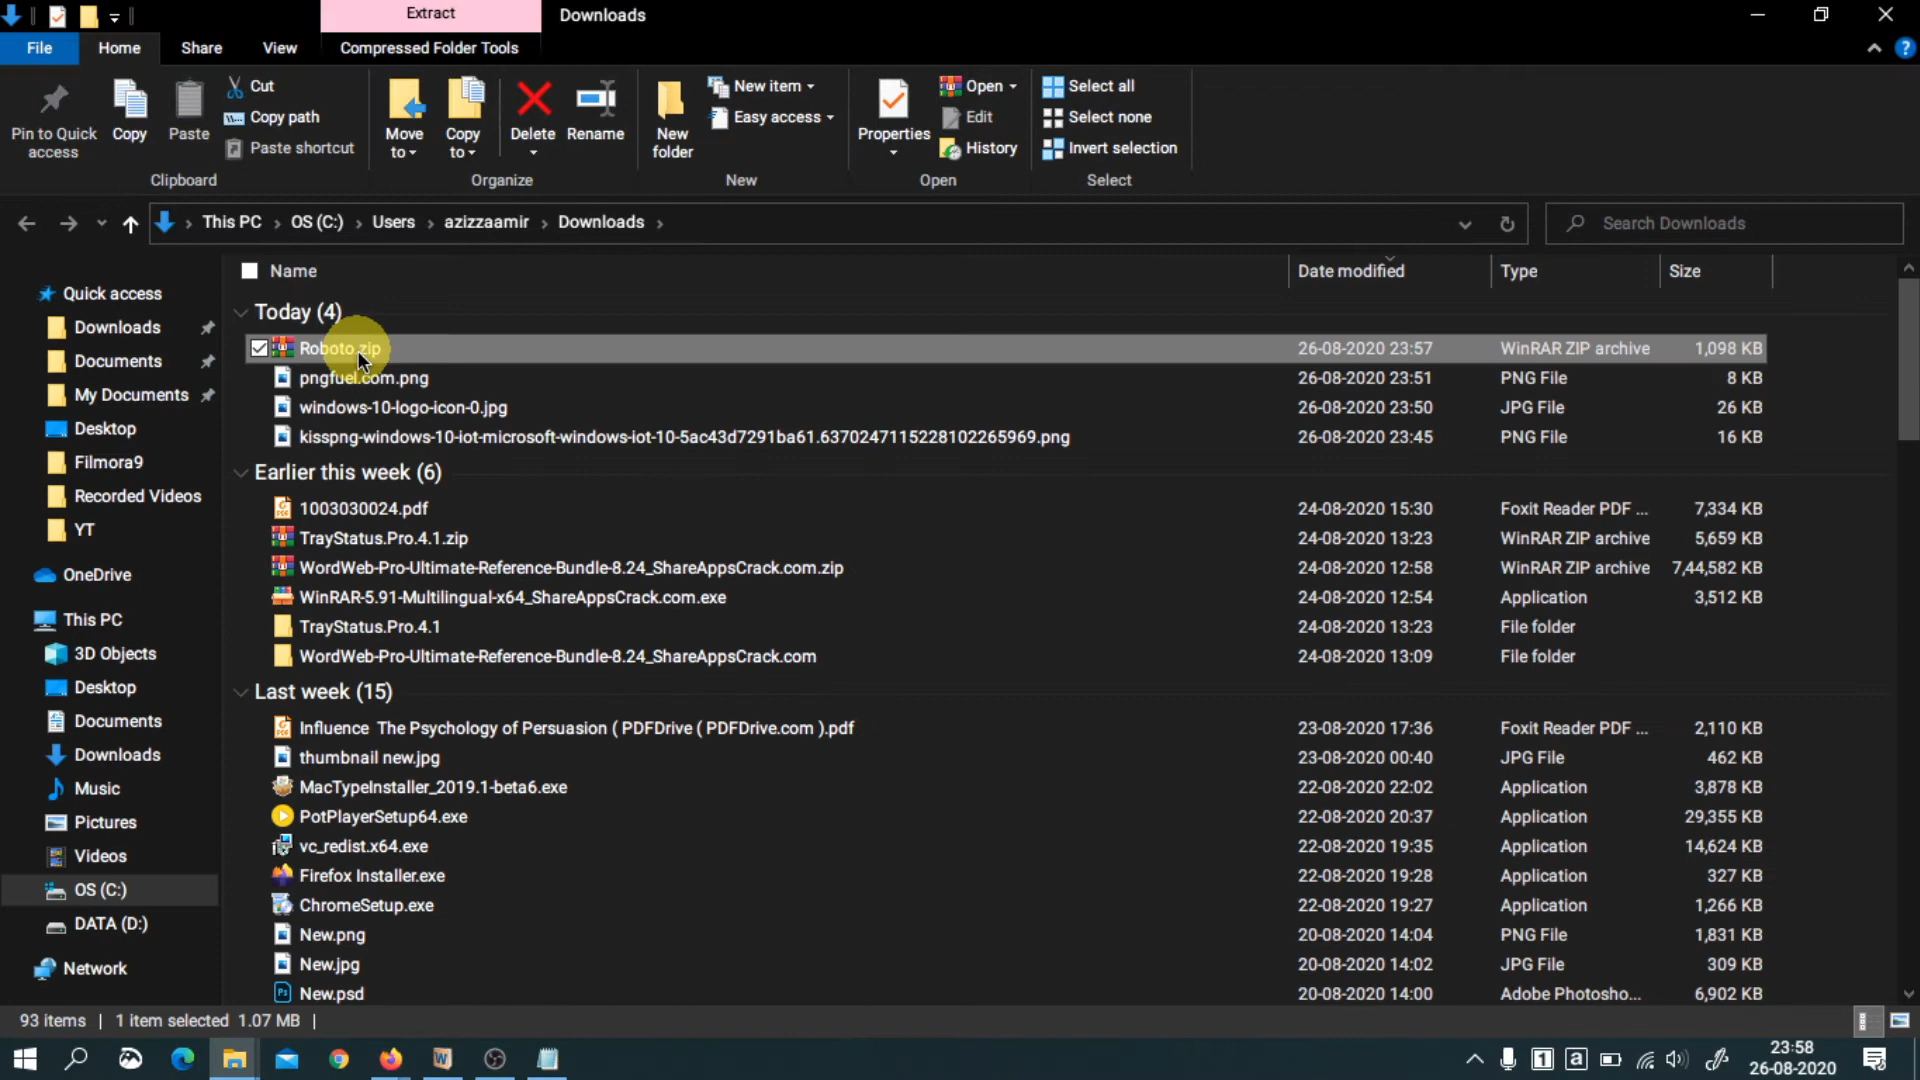 Extract
Downloads
File
Home
Share
View
Compressed Folder Tools
Pin to Quick access
Copy
Paste
Cut
Copy path
Paste shortcut
Clipboard
Move to
Copy to
Delete
Rename
Organize
New folder
New item
Easy access
New
Properties
Open
Edit
History
Open
Select all
Select none
Invert selection
Select
This PC > OS (C:) > Users > azizzaamir > Downloads >
Search Downloads
Name Date modified Type Size
Today (4)
Roboto.zip 26-08-2020 23:57 WinRAR ZIP archive 1,098 KB
pngfuel.com.png 26-08-2020 23:51 PNG File 8 KB
windows-10-logo-icon-0.jpg 26-08-2020 23:50 JPG File 26 KB
kisspng-windows-10-iot-microsoft-windows-iot-10-5ac43d7291ba61.6370247115228102265969.png 26-08-2020 23:45 PNG File 16 KB
Earlier this week (6)
1003030024.pdf 24-08-2020 15:30 Foxit Reader PDF ... 7,334 KB
TrayStatus.Pro.4.1.zip 24-08-2020 13:23 WinRAR ZIP archive 5,659 KB
WordWeb-Pro-Ultimate-Reference-Bundle-8.24_ShareAppsCrack.com.zip 24-08-2020 12:58 WinRAR ZIP archive 7,44,582 KB
WinRAR-5.91-Multilingual-x64_ShareAppsCrack.com.exe 24-08-2020 12:54 Application 3,512 KB
TrayStatus.Pro.4.1 24-08-2020 13:23 File folder
WordWeb-Pro-Ultimate-Reference-Bundle-8.24_ShareAppsCrack.com 24-08-2020 13:09 File folder
Last week (15)
Influence The Psychology of Persuasion ( PDFDrive ( PDFDrive.com ).pdf 23-08-2020 17:36 Foxit Reader PDF ... 2,110 KB
thumbnail new.jpg 23-08-2020 00:40 JPG File 462 KB
MacTypeInstaller_2019.1-beta6.exe 22-08-2020 22:02 Application 3,878 KB
PotPlayerSetup64.exe 22-08-2020 20:37 Application 29,355 KB
vc_redist.x64.exe 22-08-2020 19:35 Application 14,624 KB
Firefox Installer.exe 22-08-2020 19:28 Application 327 KB
ChromeSetup.exe 22-08-2020 19:27 Application 1,266 KB
New.png 20-08-2020 14:04 PNG File 1,831 KB
New.jpg 20-08-2020 14:02 JPG File 309 KB
New.psd 20-08-2020 14:00 Adobe Photosho... 6,902 KB
Quick access
Downloads
Documents
My Documents
Desktop
Filmora9
Recorded Videos
YT
OneDrive
This PC
3D Objects
Desktop
Documents
Downloads
Music
Pictures
Videos
OS (C:)
DATA (D:)
Network
93 items | 1 item selected 1.07 MB |
23:58
26-08-2020